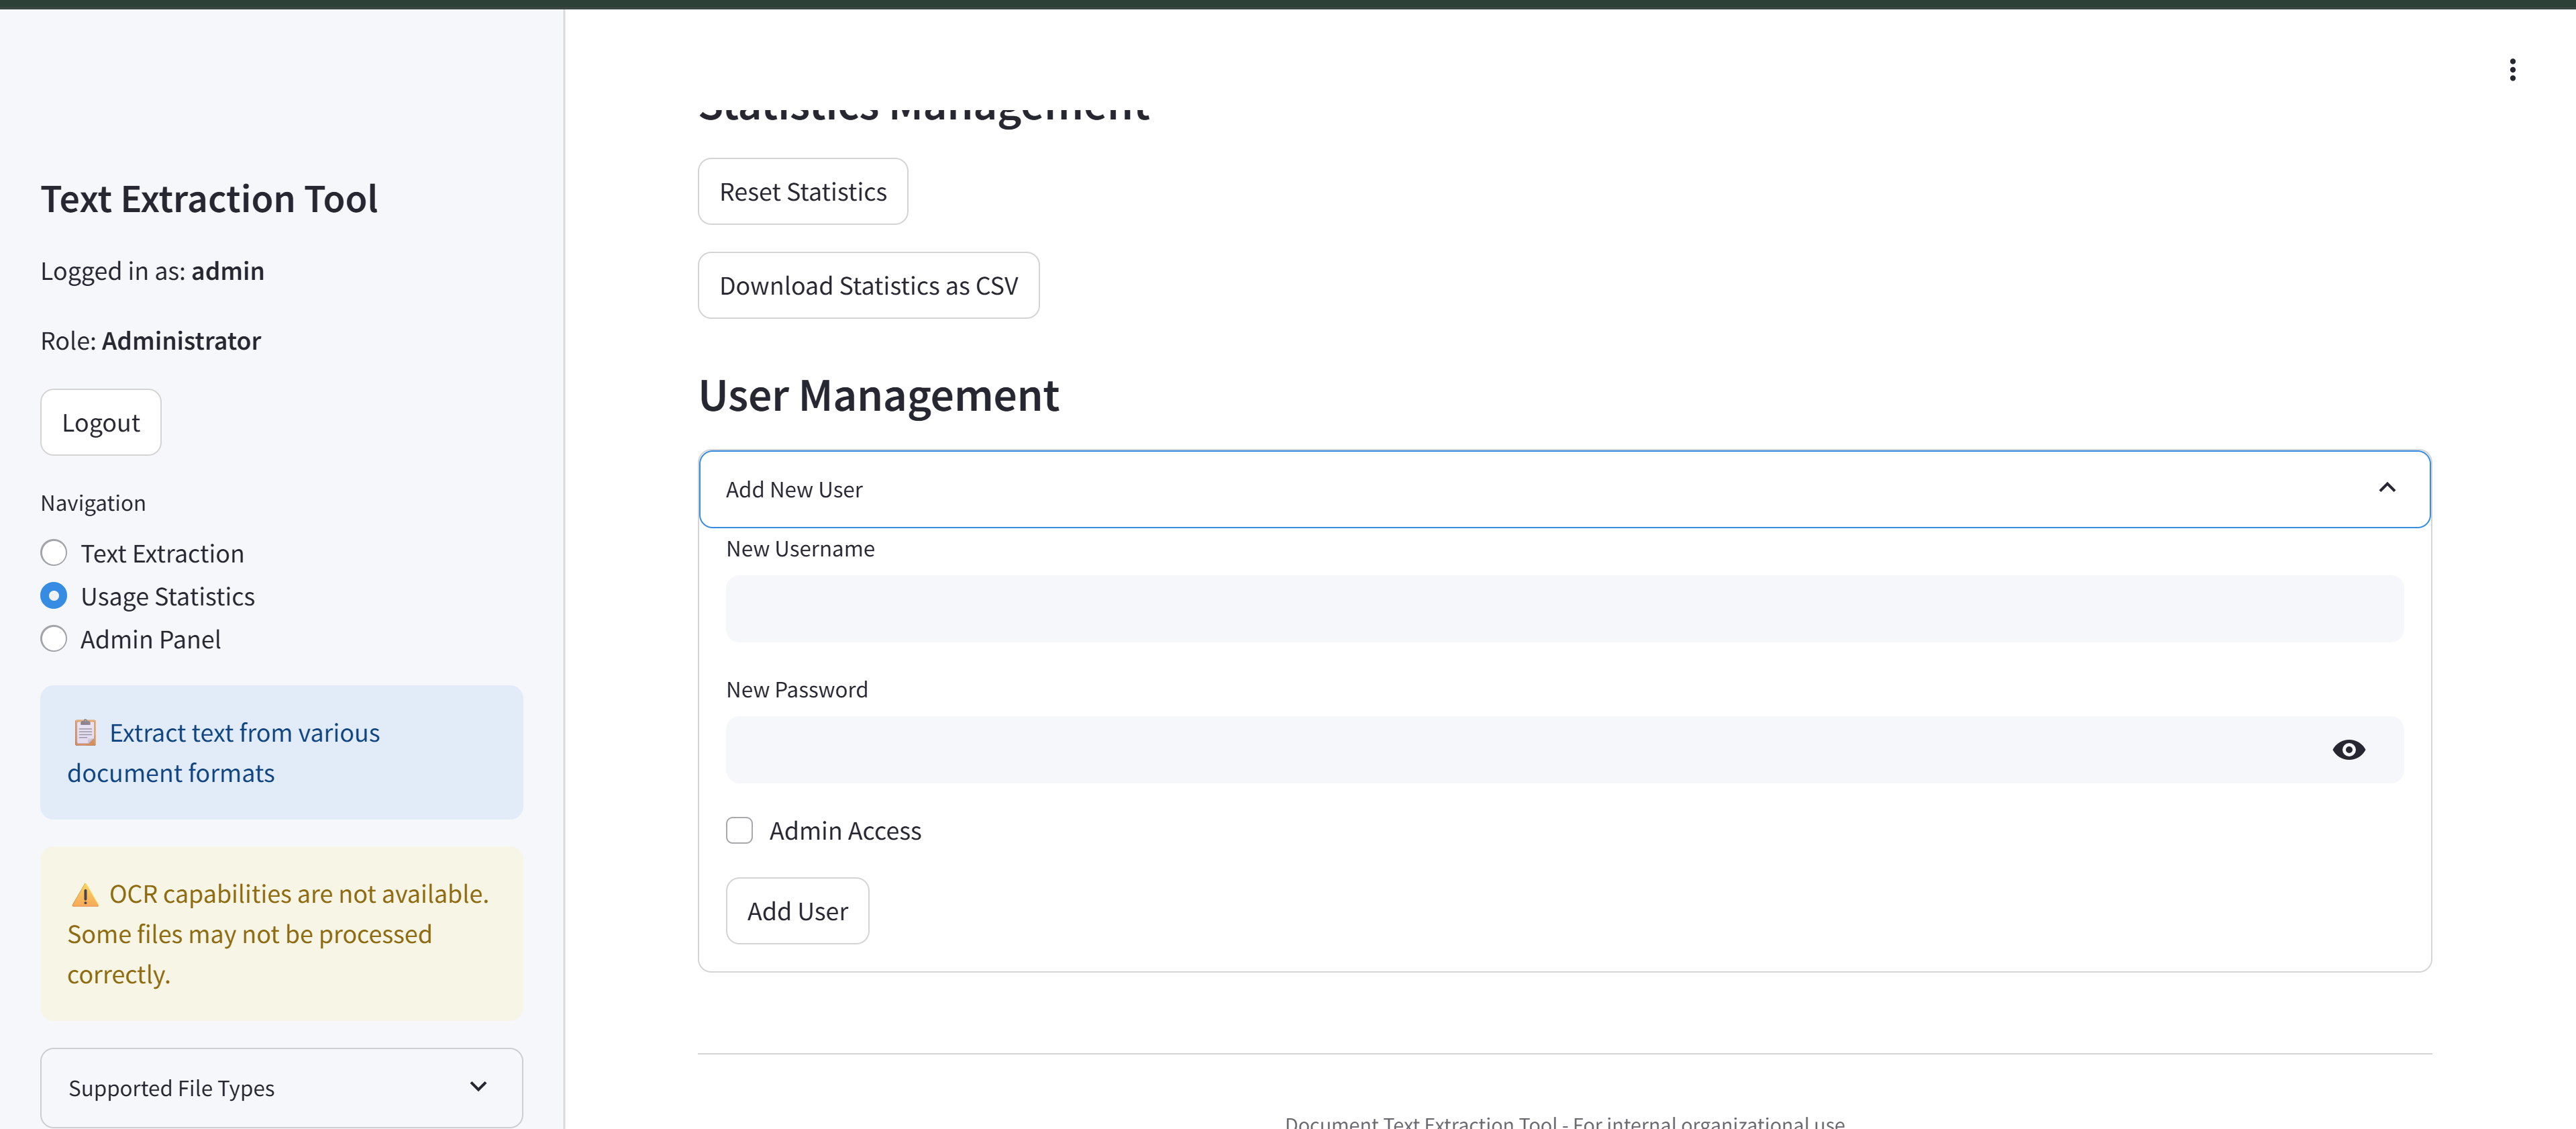 Text Extraction Tool
Logged in as: admin
Role: Administrator
Logout
Navigation
Text Extraction
Usage Statistics
Admin Panel
Extract text from various
document formats
OCR capabilities are not available.
Some files may not be processed
correctly.
Supported File Types
Statistics Management
Reset Statistics
Download Statistics as CSV
User Management
Add New User
New Username
New Password
Admin Access
Add User
Document Text Extraction Tool - For internal organizational use